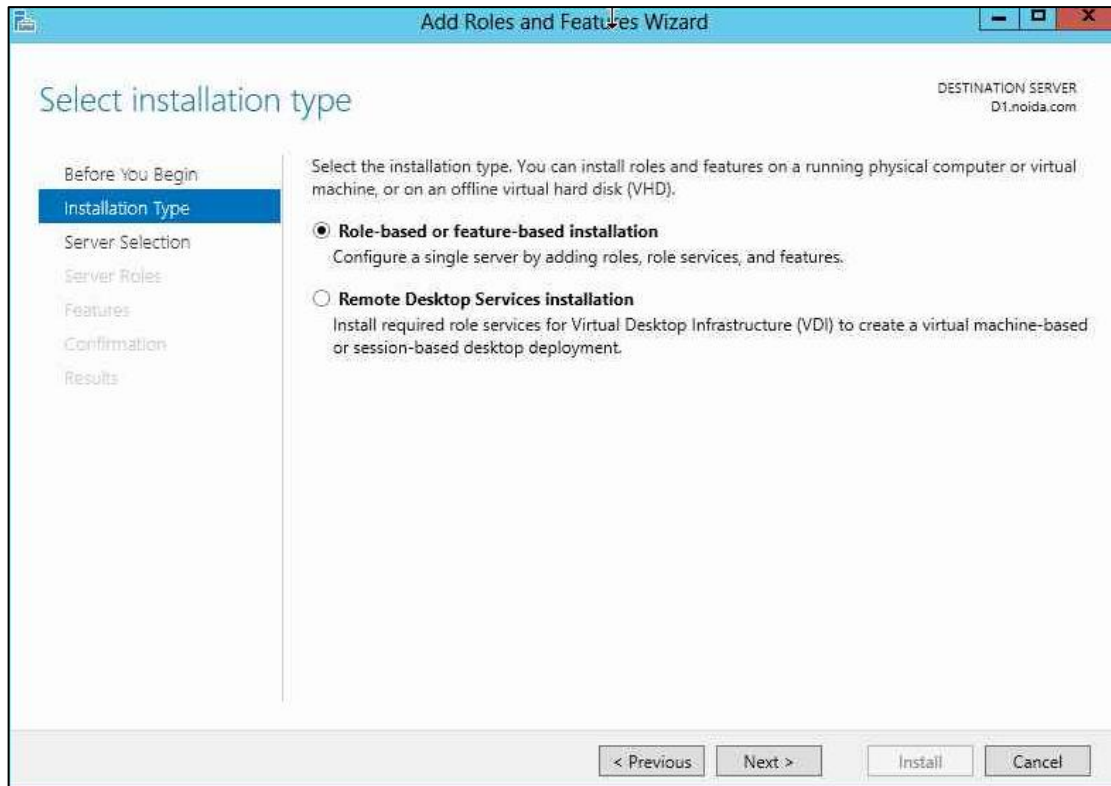 Add Roles and Features Wizard
Select installation type
DESTINATION SERVER
D1.noida.com
Before You Begin
Installation Type
Server Selection
Server Roles
Features
Confirmation
Results
Select the installation type. You can install roles and features on a running physical computer or virtual
machine, or on an offline virtual hard disk (VHD).
Role-based or feature-based installation
Configure a single server by adding roles, role services, and features.
Remote Desktop Services installation
Install required role services for Virtual Desktop Infrastructure (VDI) to create a virtual machine-based
or session-based desktop deployment.
< Previous
Next >
Install
Cancel